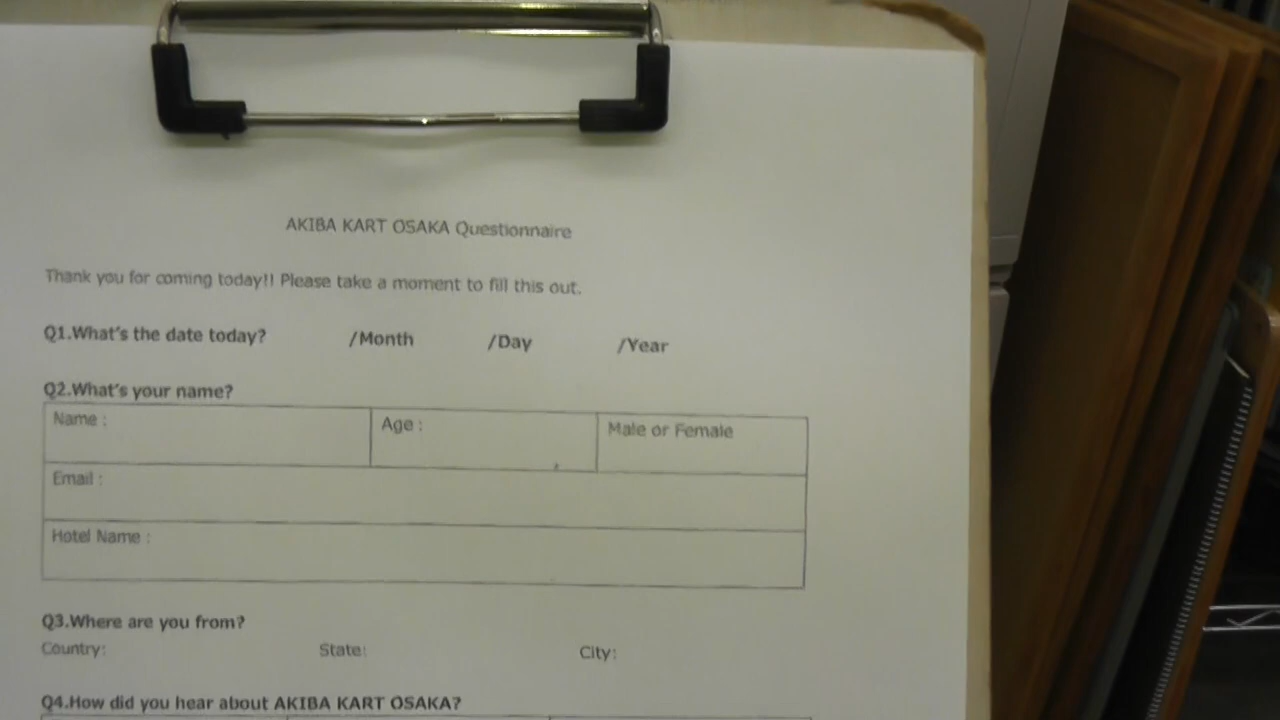 AKIBA KART OSAKA Questionnaire
Thank you for coming today!! Please take a moment to fill this out.
Q1.What's the date today? /Month /Day /Year
Q2.What's your name?
Name : Age : Male or Female
Email :
Hotel Name :
Q3.Where are you from?
Country: State: City:
Q4.How did you hear about AKIBA KART OSAKA?